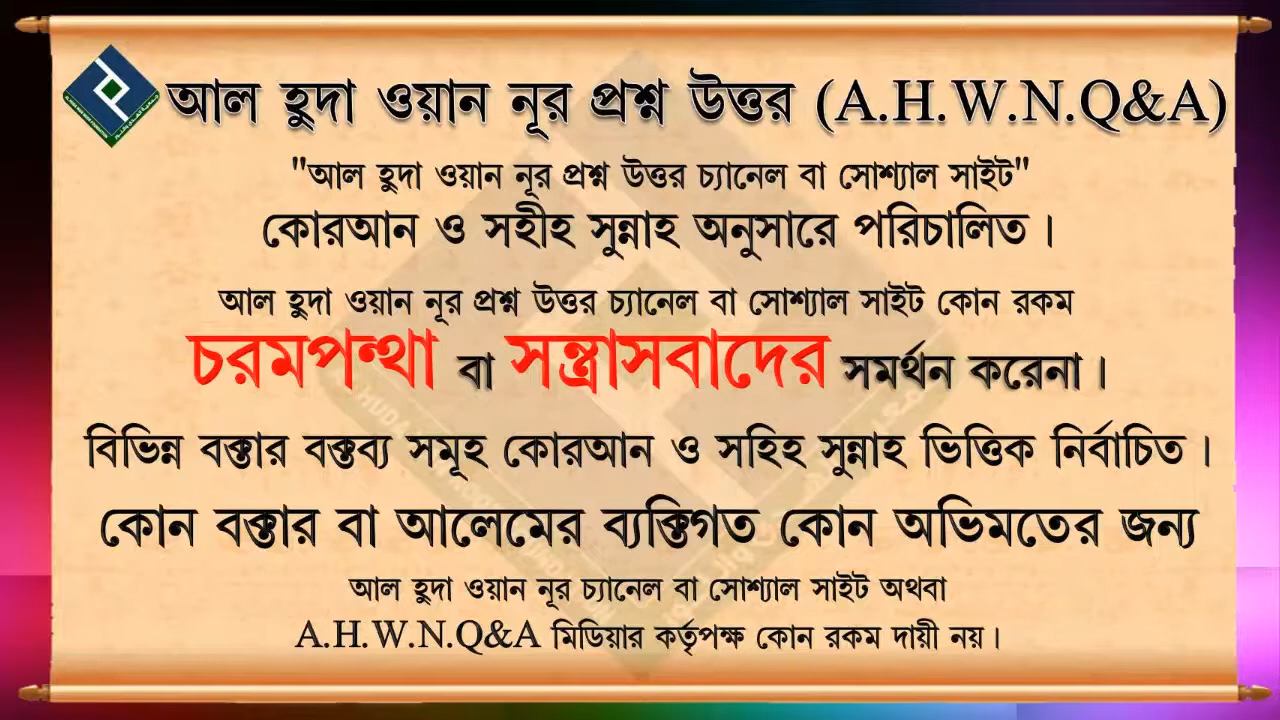 আল হুদা ওয়ান নূর প্রশ্ন উত্তর (A.H.W.N.Q&A)
"আল হুদা ওয়ান নূর প্রশ্ন উত্তর চ্যানেল বা সোশ্যাল সাইট"
কোরআন ও সহীহ সুন্নাহ অনুসারে পরিচালিত।
আল হুদা ওয়ান নূর প্রশ্ন উত্তর চ্যানেল বা সোশ্যাল সাইট কোন রকম
চরমপন্থা বা সন্ত্রাসবাদের সমর্থন করেনা।
বিভিন্ন বক্তার বক্তব্য সমূহ কোরআন ও সহিহ সুন্নাহ ভিত্তিক নির্বাচিত।
কোন বক্তার বা আলেমের ব্যক্তিগত কোন অভিমতের জন্য
আল হুদা ওয়ান নূর চ্যানেল বা সোশ্যাল সাইট অথবা
A.H.W.N.Q&A মিডিয়ার কর্তৃপক্ষ কোন রকম দায়ী নয়।